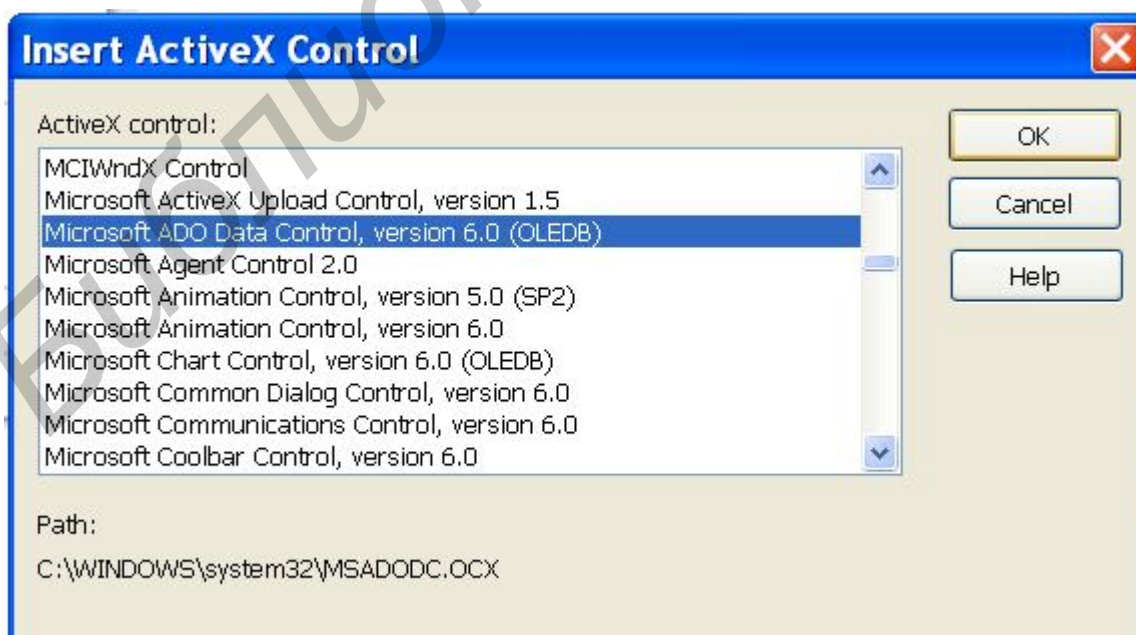 Insert ActiveX Control
ActiveX control:
MCIWndX Control
Microsoft ActiveX Upload Control, version 1.5
Microsoft ADO Data Control, version 6.0 (OLEDB)
Microsoft Agent Control 2.0
Microsoft Animation Control, version 5.0 (SP2)
Microsoft Animation Control, version 6.0
Microsoft Chart Control, version 6.0 (OLEDB)
Microsoft Common Dialog Control, version 6.0
Microsoft Communications Control, version 6.0
Microsoft Coolbar Control, version 6.0
OK
Cancel
Help
Path:
C:\WINDOWS\system32\MSADODC.OCX